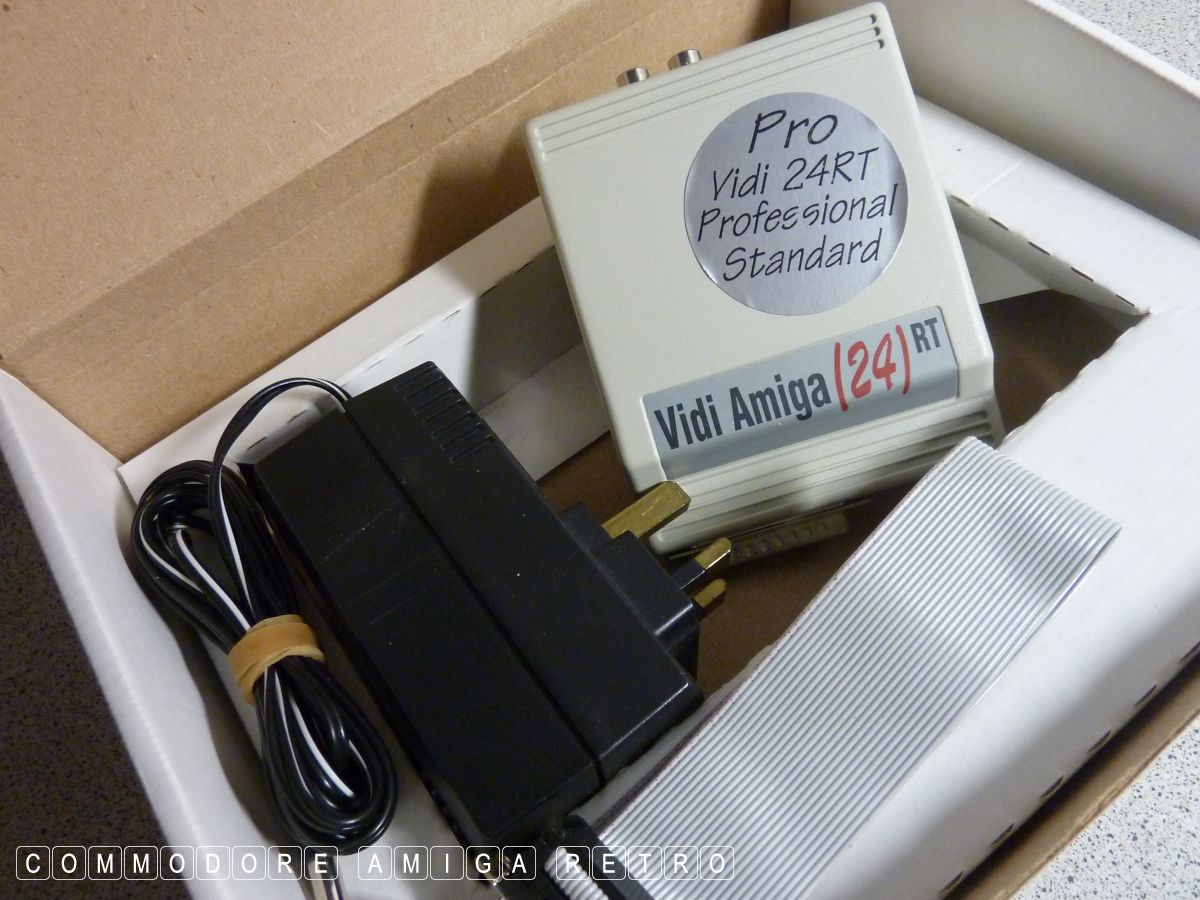 Pro
Vidi 24RT
Professional
Standard
Vidi Amiga (24) RT
COMMODORE AMIGA RETRO